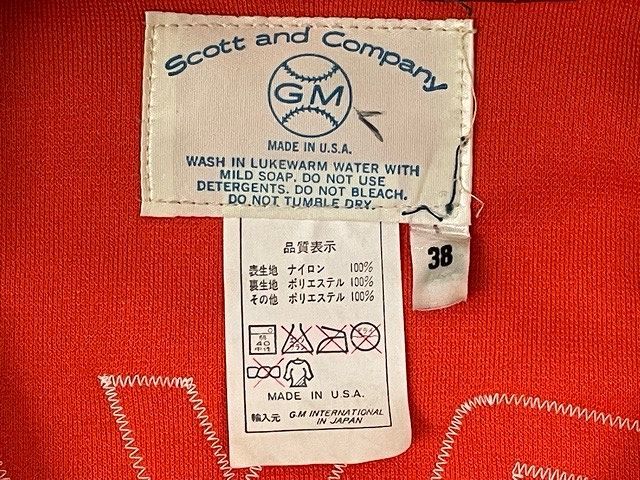 Scott and Company
GM
MADE IN U.S.A.
WASH IN LUKEWARM WATER WITH
MILD SOAP. DO NOT USE
DETERGENTS. DO NOT BLEACH.
DO NOT TUMBLE DRY.
38
品質表示
表生地 ナイロン 100%
裏生地 ポリエステル 100%
その他 ポリエステル 100%
40
MADE IN U.S.A.
輸入元 G.M INTERNATIONAL
IN JAPAN